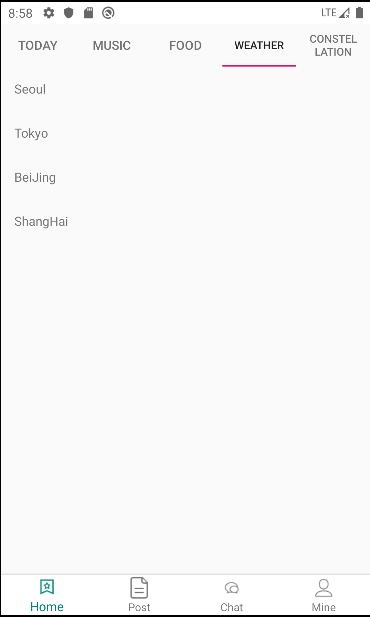 8:58 LTE
TODAY MUSIC FOOD WEATHER CONSTEL
LATION
Seoul
Tokyo
BeiJing
ShangHai
Home Post Chat Mine